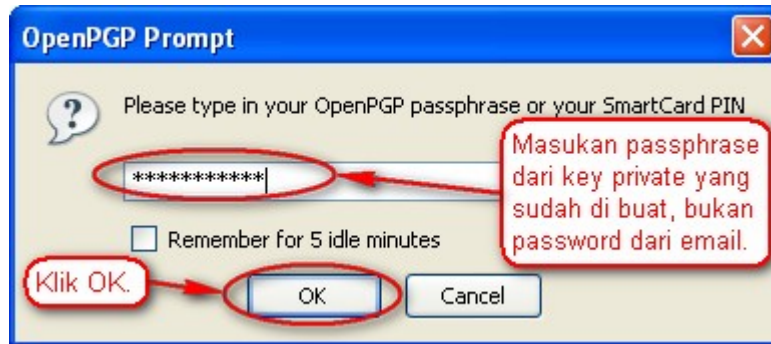 OpenPGP Prompt
Please type in your OpenPGP passphrase or your SmartCard PIN
***********
Masukan passphrase
dari key private yang
sudah di buat, bukan
password dari email.
Remember for 5 idle minutes
Klik OK.
OK
Cancel